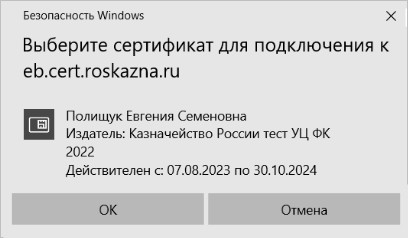 Безопасность Windows
Выберите сертификат для подключения к
eb.cert.roskazna.ru
Полищук Евгения Семеновна
Издатель: Казначейство России тест УЦ ФК
2022
Действителен с: 07.08.2023 по 30.10.2024
ОК
Отмена